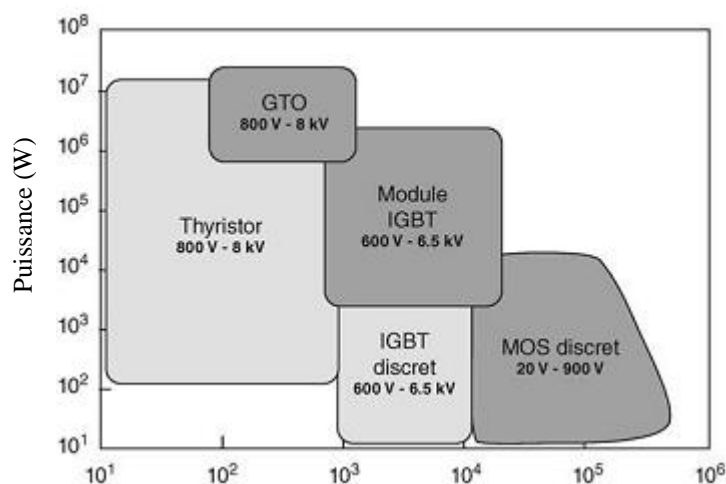 10⁸
10⁷
10⁶
10⁵
10⁴
10³
10²
10¹
Puissance (W)
GTO
800 V - 8 kV
Thyristor
800 V - 8 kV
Module
IGBT
600 V - 6.5 kV
IGBT
discret
600 V - 6.5 kV
MOS discret
20 V - 900 V
10¹ 10² 10³ 10⁴ 10⁵ 10⁶